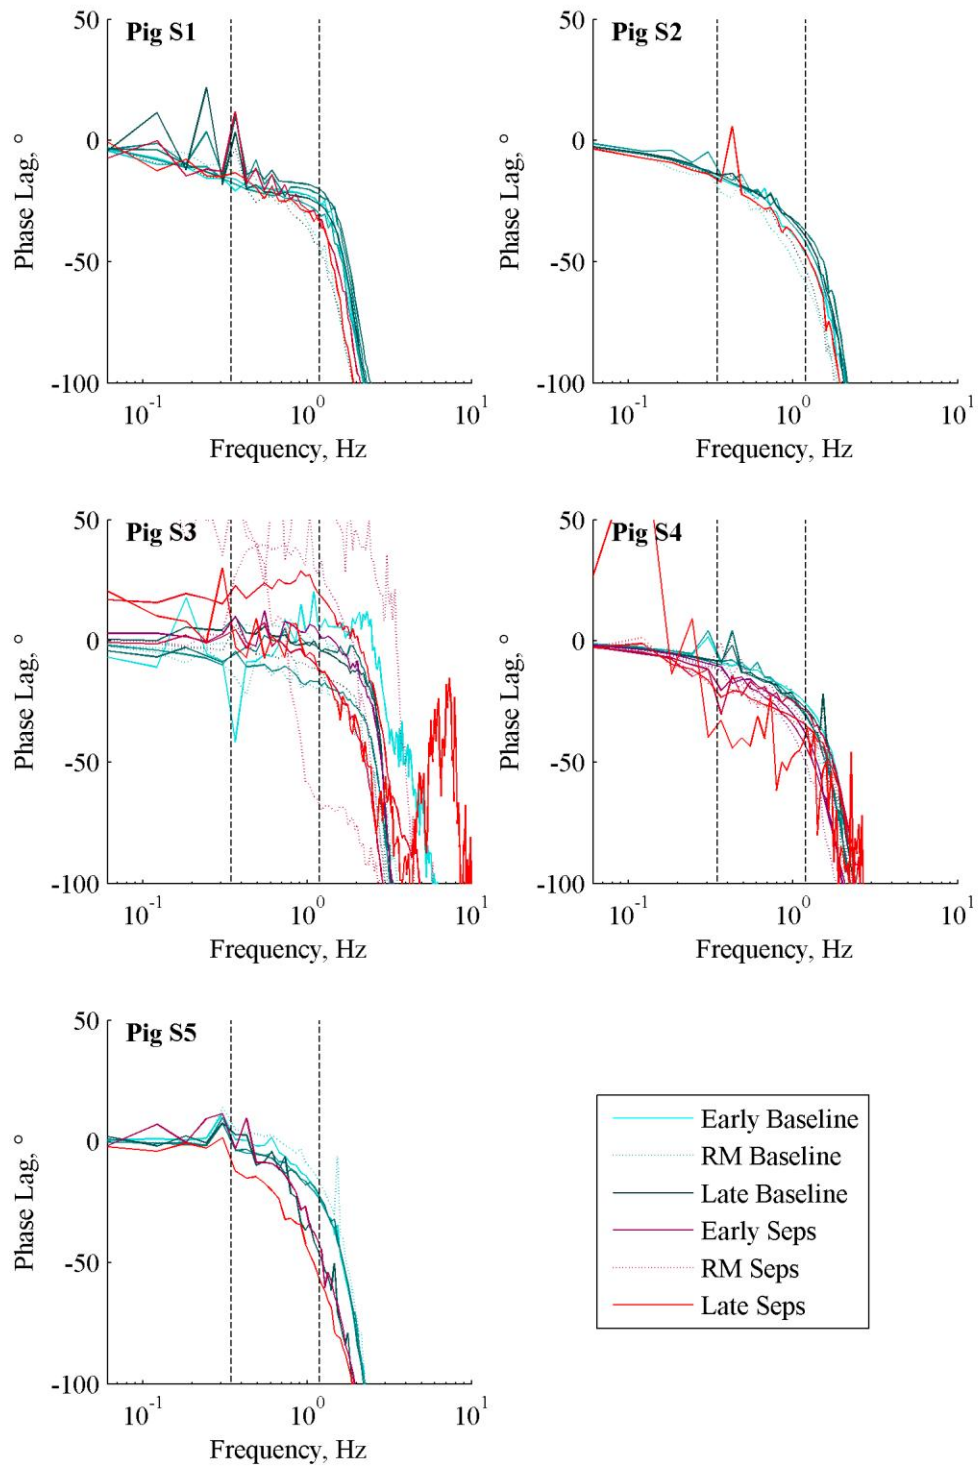 Pig S1
Phase Lag, °
50
0
-50
-100
10^-1
10^0
10^1
Frequency, Hz
Pig S2
Phase Lag, °
50
0
-50
-100
10^-1
10^0
10^1
Frequency, Hz
Pig S3
Phase Lag, °
50
0
-50
-100
10^-1
10^0
10^1
Frequency, Hz
Pig S4
Phase Lag, °
50
0
-50
-100
10^-1
10^0
10^1
Frequency, Hz
Pig S5
Phase Lag, °
50
0
-50
-100
10^-1
10^0
10^1
Frequency, Hz
Early Baseline
RM Baseline
Late Baseline
Early Seps
RM Seps
Late Seps